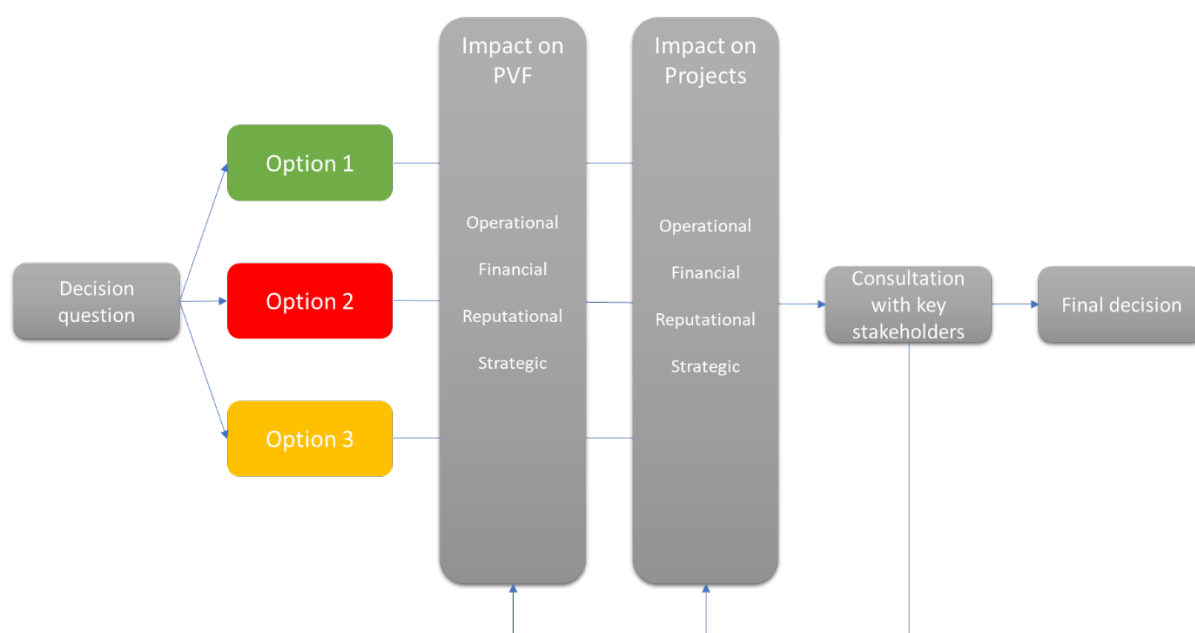 Decision
question
Option 1
Option 2
Option 3
Impact on
PVF
Operational
Financial
Reputational
Strategic
Impact on
Projects
Operational
Financial
Reputational
Strategic
Consultation
with key
stakeholders
Final decision